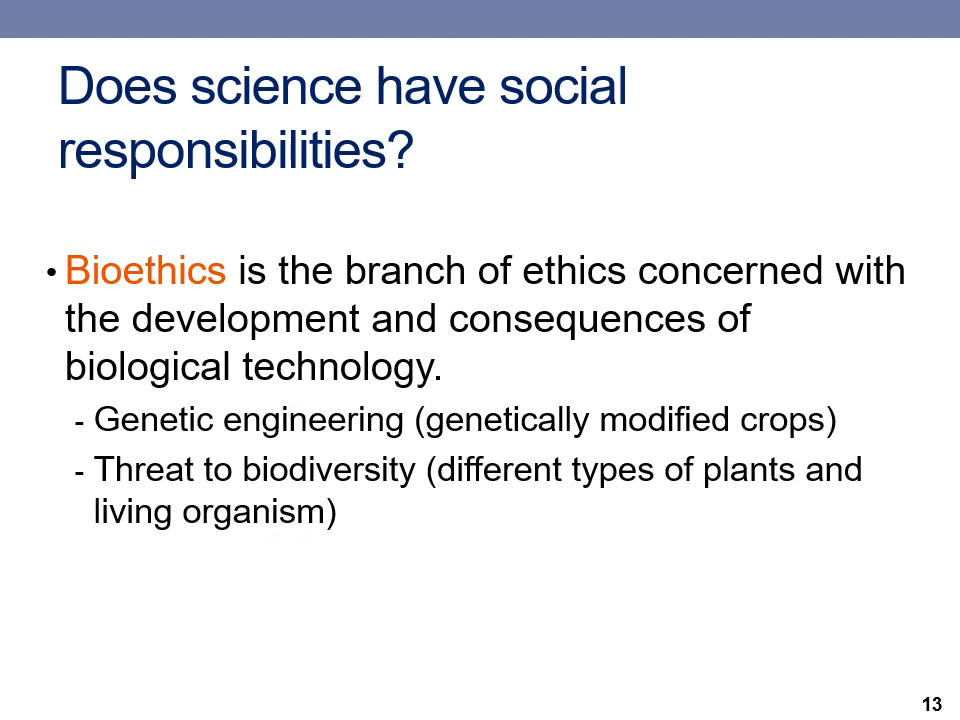 Does science have social
responsibilities?
• Bioethics is the branch of ethics concerned with
the development and consequences of
biological technology.
- Genetic engineering (genetically modified crops)
- Threat to biodiversity (different types of plants and
living organism)
13